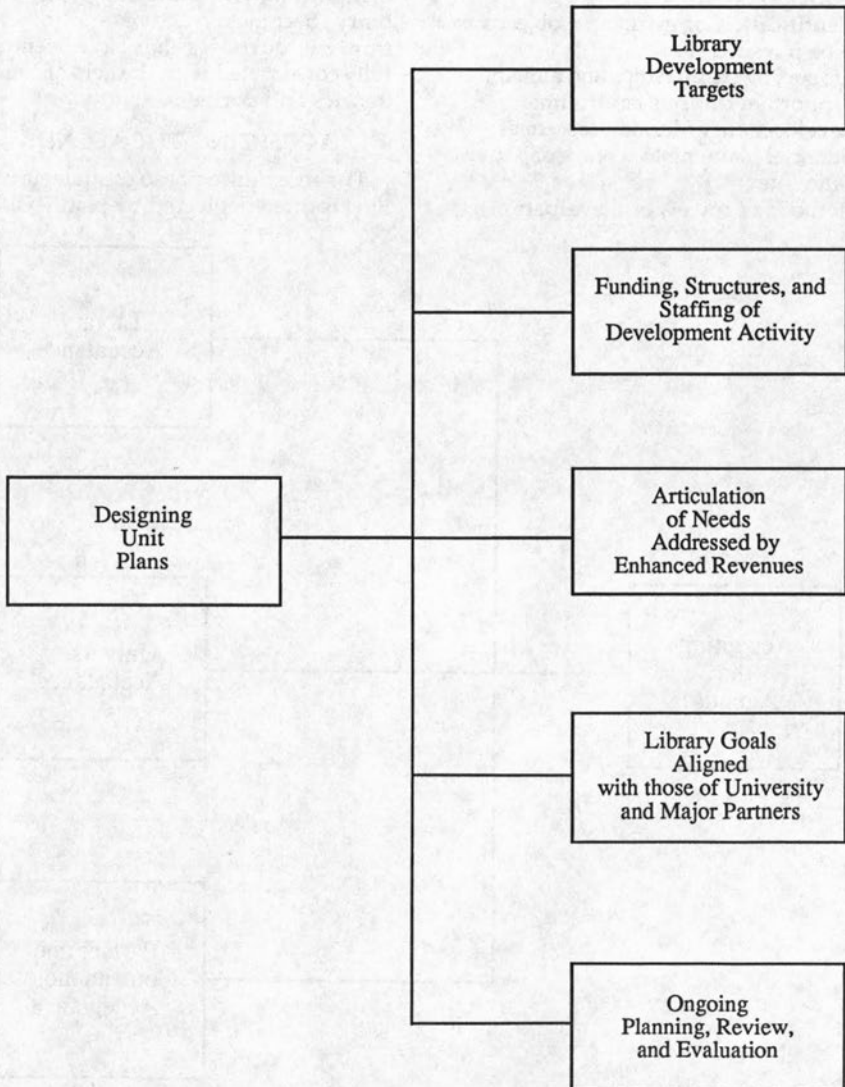 Library
Development
Targets
Funding, Structures, and
Staffing of
Development Activity
Designing
Unit
Plans
Articulation
of Needs
Addressed by
Enhanced Revenues
Library Goals
Aligned
with those of University
and Major Partners
Ongoing
Planning, Review,
and Evaluation